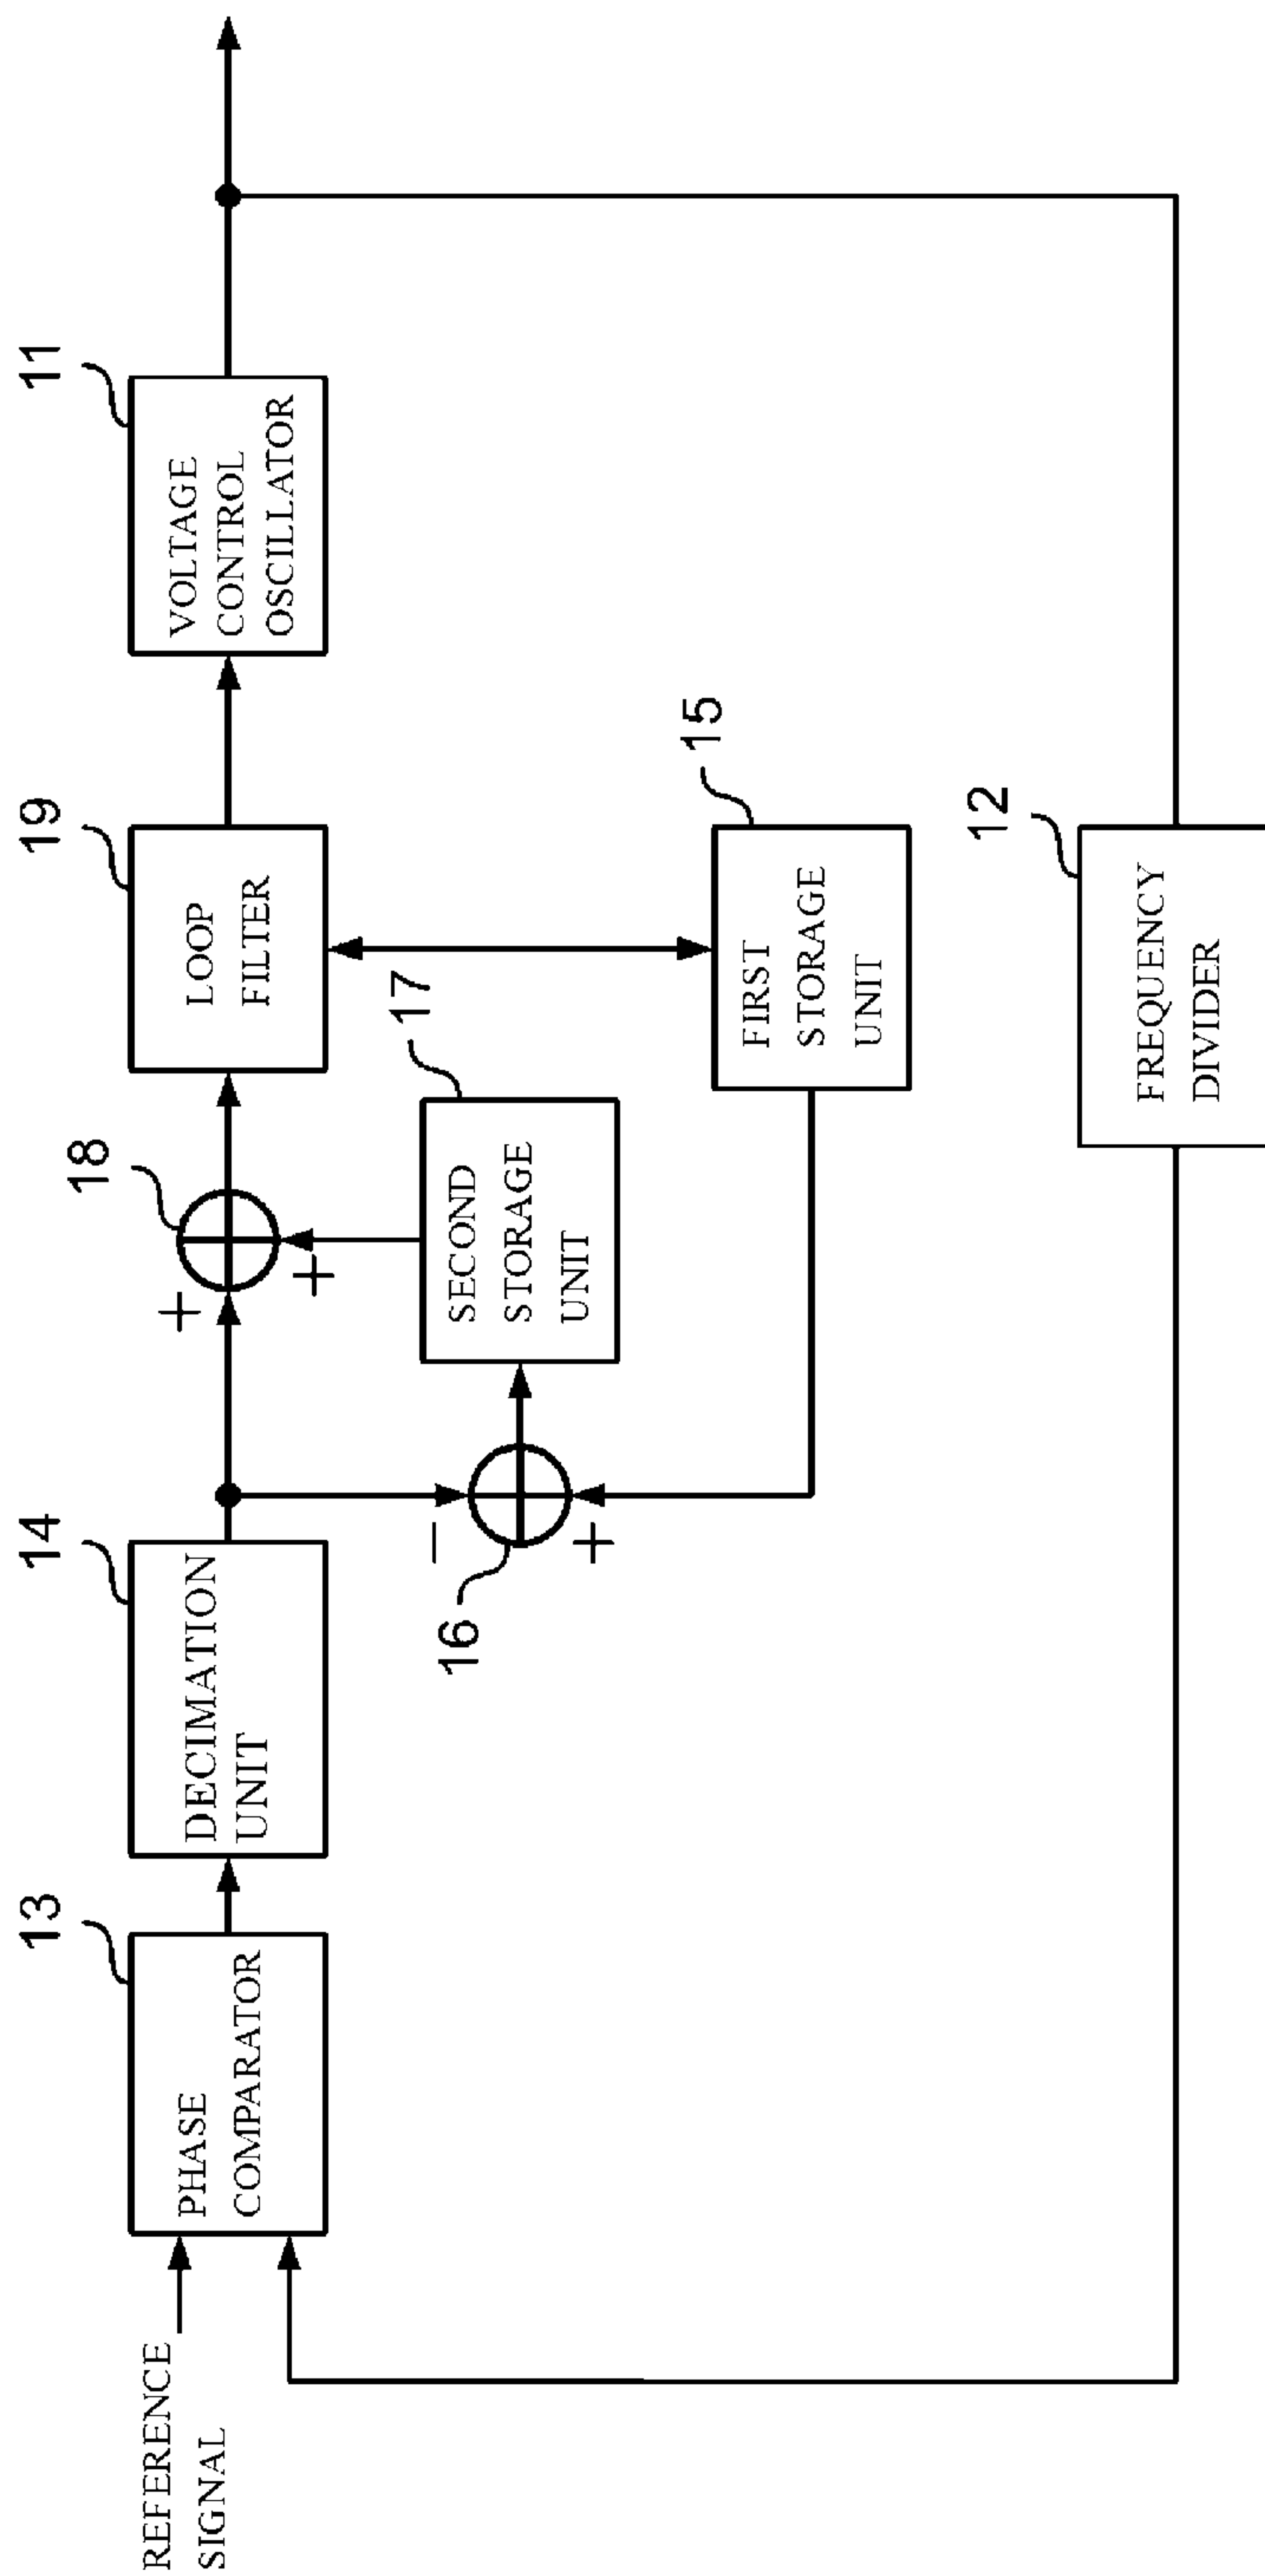 REFERENCE
SIGNAL
13
PHASE
COMPARATOR
14
DECIMATION
UNIT
16
−
+
+
+
18
17
SECOND
STORAGE
UNIT
19
LOOP
FILTER
15
FIRST
STORAGE
UNIT
11
VOLTAGE
CONTROL
OSCILLATOR
12
FREQUENCY
DIVIDER